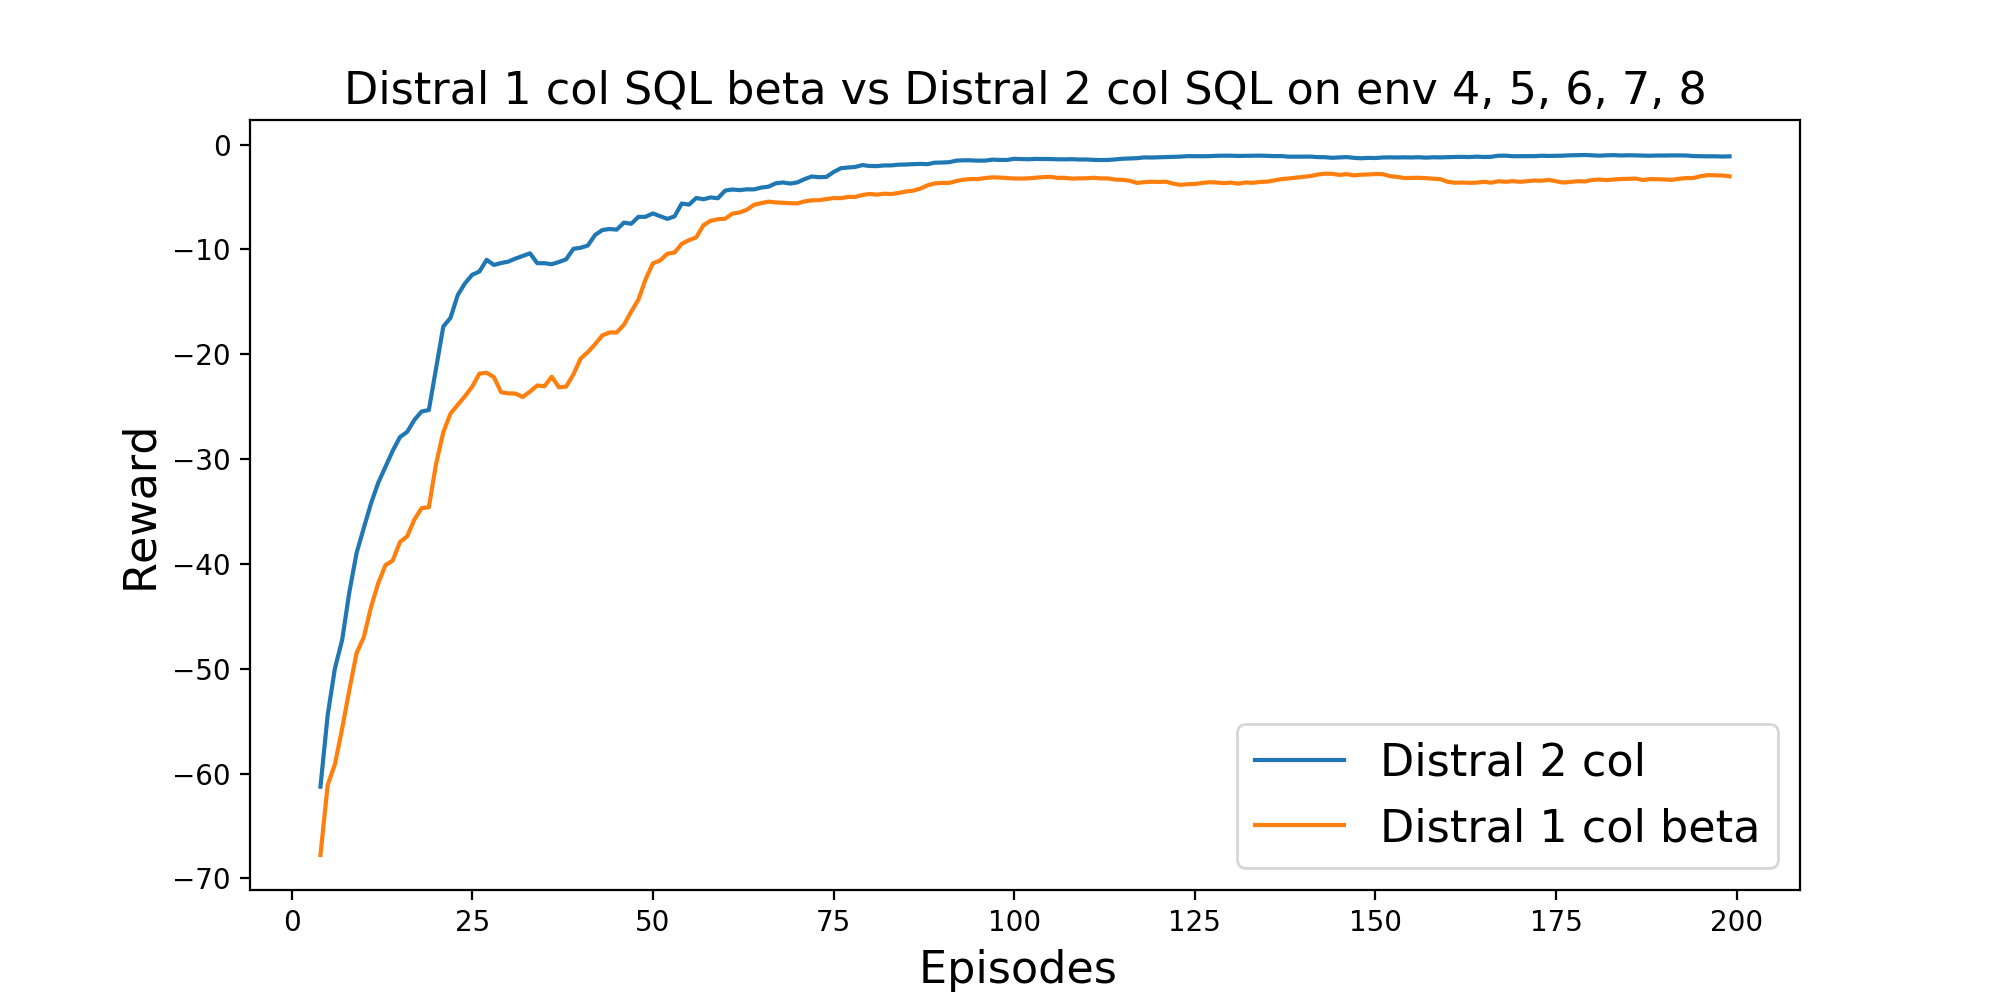 Distral 1 col SQL beta vs Distral 2 col SQL on env 4, 5, 6, 7, 8
0
−10
−20
−30
−40
−50
−60
−70
Reward
Distral 2 col
Distral 1 col beta
0 25 50 75 100 125 150 175 200
Episodes